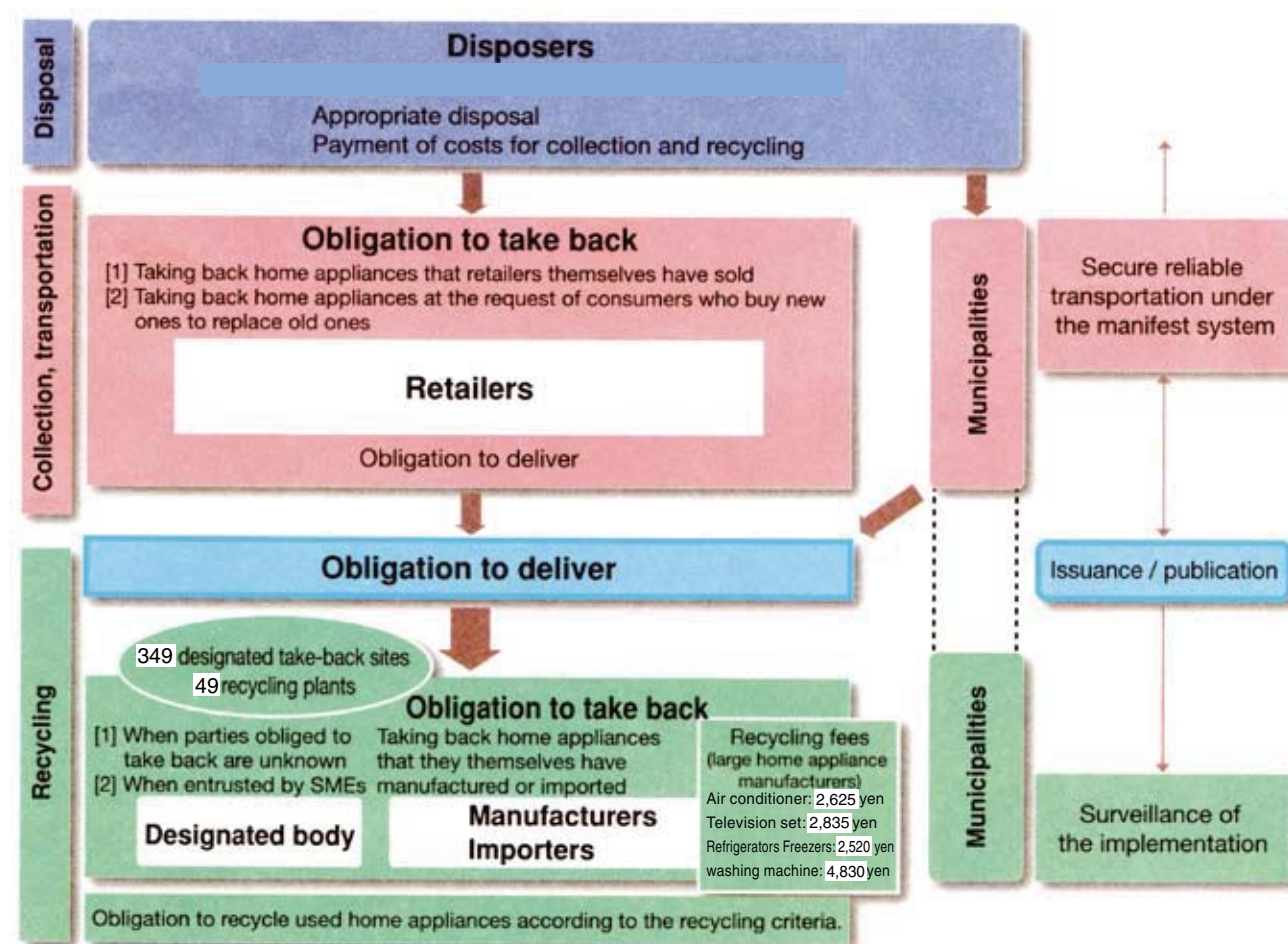 Disposal
Disposers
Appropriate disposal
Payment of costs for collection and recycling
Collection, transportation
Obligation to take back
[1] Taking back home appliances that retailers themselves have sold
[2] Taking back home appliances at the request of consumers who buy new
ones to replace old ones
Retailers
Obligation to deliver
Municipalities
Secure reliable
transportation under
the manifest system
Recycling
Obligation to deliver
Issuance / publication
349 designated take-back sites
49 recycling plants
Obligation to take back
[1] When parties obliged to
take back are unknown
[2] When entrusted by SMEs
Designated body
Taking back home appliances
that they themselves have
manufactured or imported
Manufacturers
Importers
Recycling fees
(large home appliance
manufacturers)
Air conditioner: 2,625 yen
Television set: 2,835 yen
Refrigerators Freezers: 2,520 yen
washing machine: 4,830 yen
Municipalities
Surveillance of
the implementation
Obligation to recycle used home appliances according to the recycling criteria.